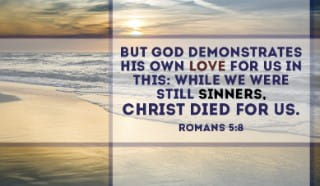 BUT GOD DEMONSTRATES
HIS OWN LOVE FOR US IN
THIS: WHILE WE WERE
STILL SINNERS,
CHRIST DIED FOR US.
ROMANS 5:8